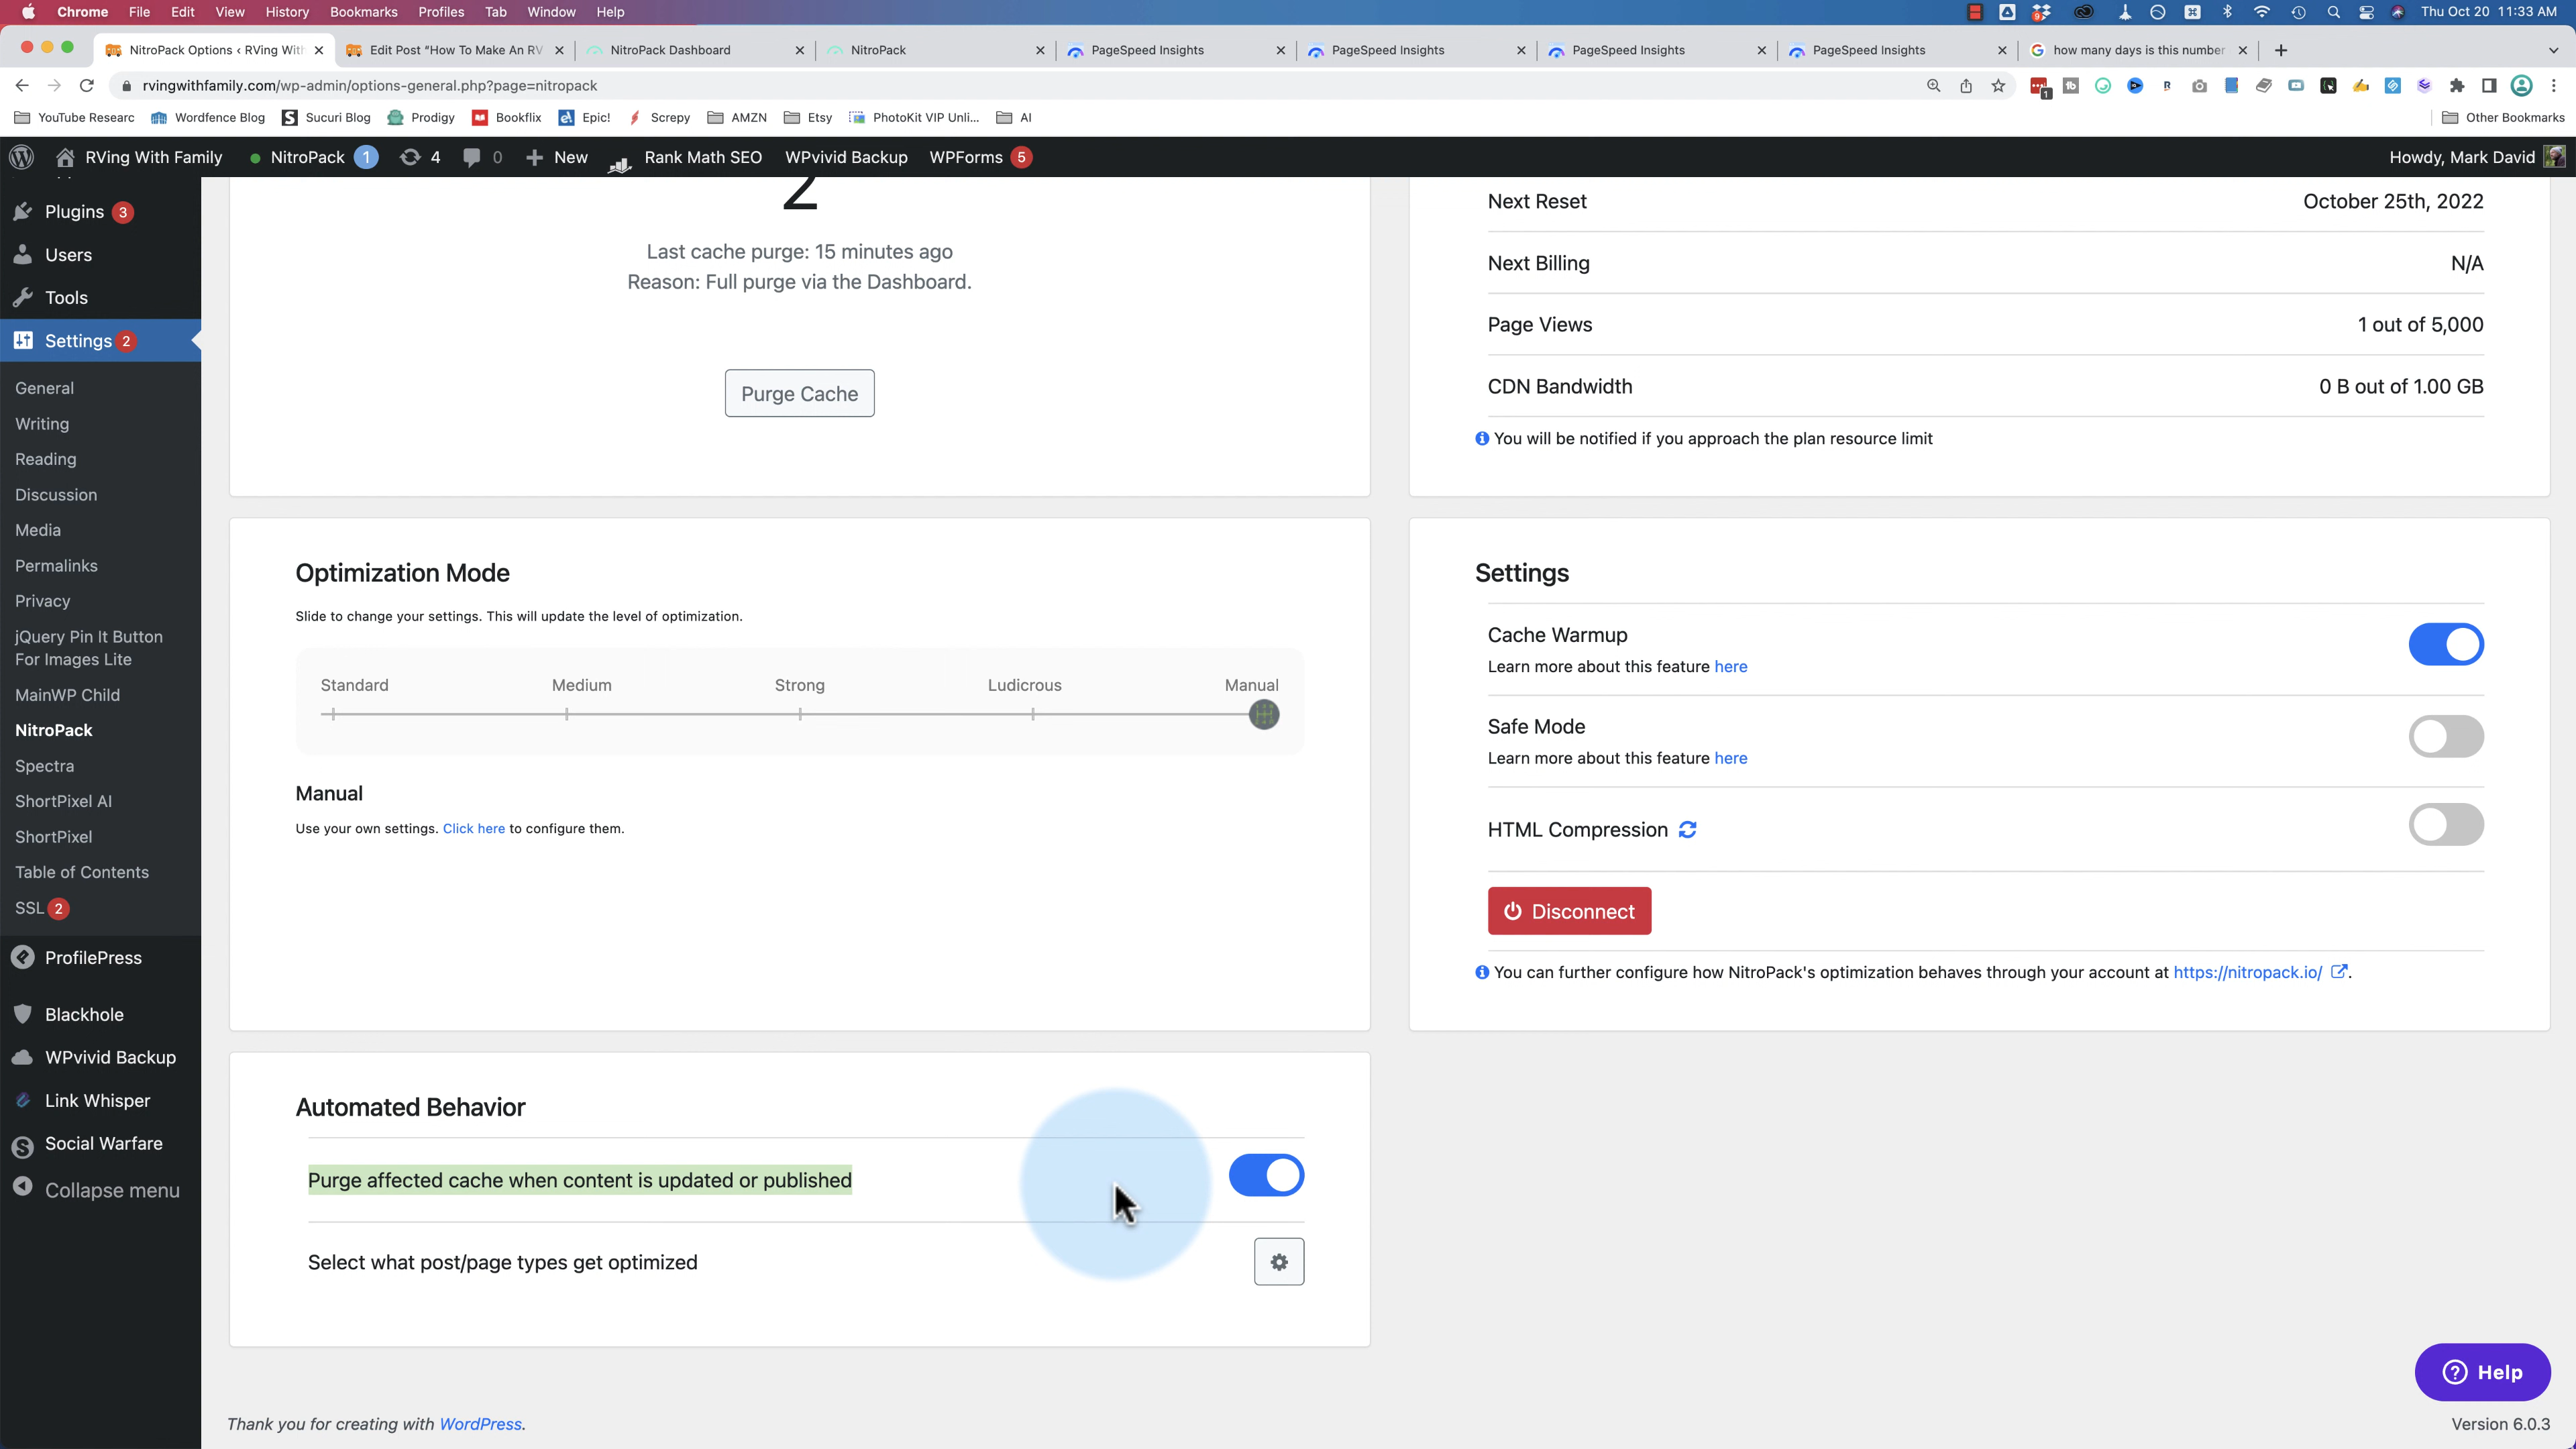 Chrome File Edit View History Bookmarks Profiles Tab Window Help
9
Thu Oct 20 11:33 AM
NitroPack Options ‹ RVing With
Edit Post "How To Make An RV
NitroPack Dashboard
NitroPack
PageSpeed Insights
PageSpeed Insights
PageSpeed Insights
PageSpeed Insights
how many days is this number
rvingwithfamily.com/wp-admin/options-general.php?page=nitropack
1
YouTube Researc
Wordfence Blog
Sucuri Blog
Prodigy
Bookflix
Epic!
Screpy
AMZN
Etsy
PhotoKit VIP Unli...
AI
Other Bookmarks
RVing With Family
NitroPack 1
4
0
New
Rank Math SEO
WPvivid Backup
WPForms 5
Howdy, Mark David
Plugins 3
Users
Tools
Settings 2
General
Writing
Reading
Discussion
Media
Permalinks
Privacy
jQuery Pin It Button
For Images Lite
MainWP Child
NitroPack
Spectra
ShortPixel AI
ShortPixel
Table of Contents
SSL 2
ProfilePress
Blackhole
WPvivid Backup
Link Whisper
Social Warfare
Collapse menu
2
Last cache purge: 15 minutes ago
Reason: Full purge via the Dashboard.
Purge Cache
Next Reset October 25th, 2022
Next Billing N/A
Page Views 1 out of 5,000
CDN Bandwidth 0 B out of 1.00 GB
You will be notified if you approach the plan resource limit
Optimization Mode
Slide to change your settings. This will update the level of optimization.
Standard Medium Strong Ludicrous Manual
Manual
Use your own settings. Click here to configure them.
Settings
Cache Warmup
Learn more about this feature here
Safe Mode
Learn more about this feature here
HTML Compression
Disconnect
You can further configure how NitroPack's optimization behaves through your account at https://nitropack.io/ .
Automated Behavior
Purge affected cache when content is updated or published
Select what post/page types get optimized
Help
Thank you for creating with WordPress.
Version 6.0.3